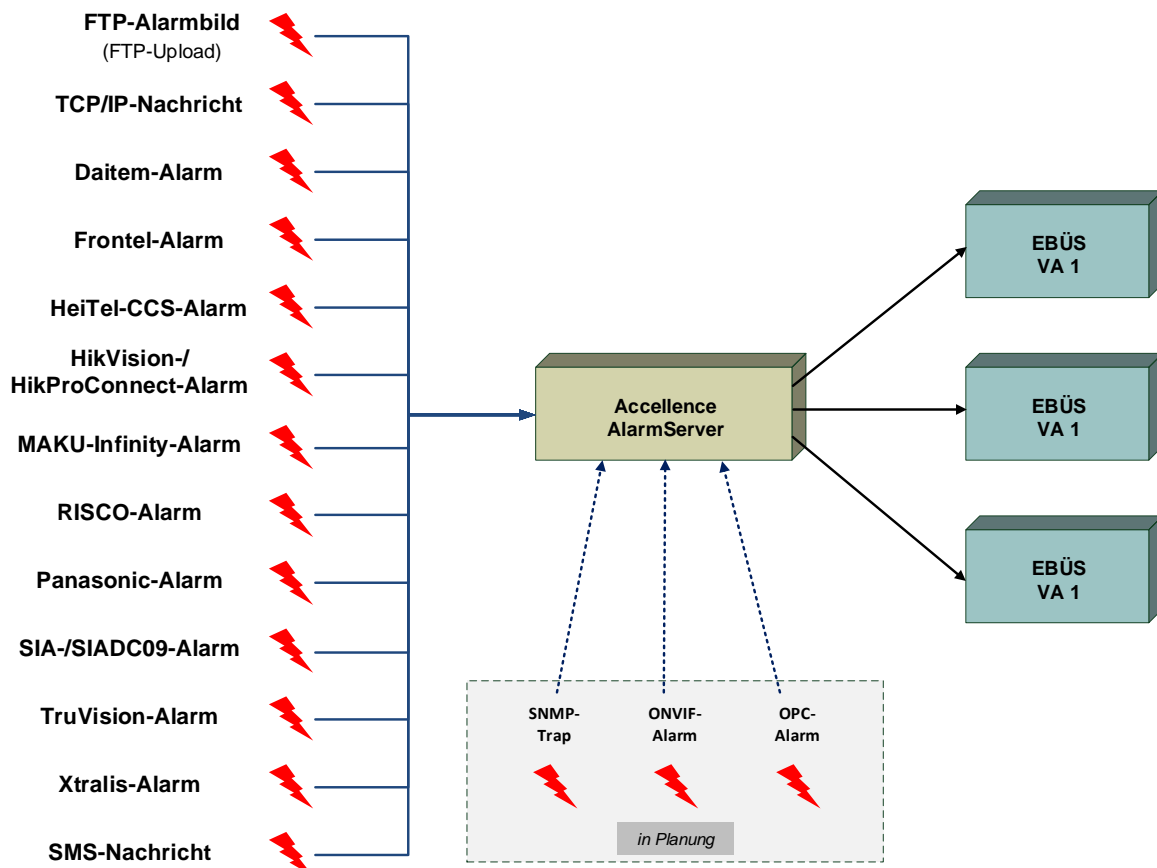 FTP-Alarmbild
(FTP-Upload)
TCP/IP-Nachricht
Daitem-Alarm
Frontel-Alarm
HeiTel-CCS-Alarm
HikVision-/
HikProConnect-Alarm
MAKU-Infinity-Alarm
RISCO-Alarm
Panasonic-Alarm
SIA-/SIADC09-Alarm
TruVision-Alarm
Xtralis-Alarm
SMS-Nachricht
Accellence
AlarmServer
EBÜS
VA 1
EBÜS
VA 1
EBÜS
VA 1
SNMP-
Trap
ONVIF-
Alarm
OPC-
Alarm
in Planung